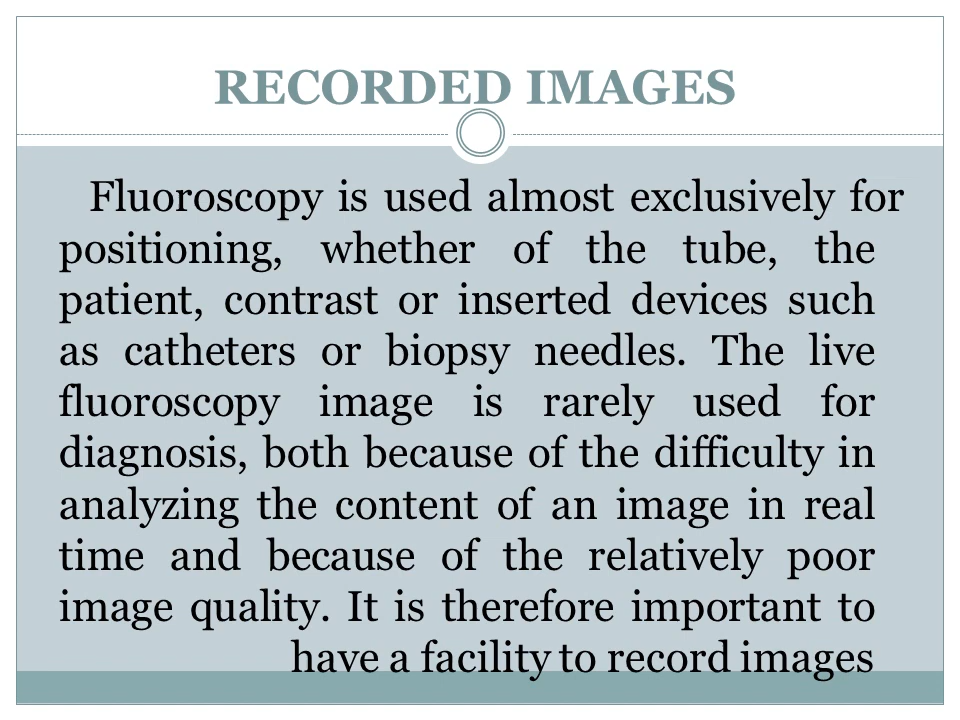 RECORDED IMAGES
Fluoroscopy is used almost exclusively for
positioning, whether of the tube, the
patient, contrast or inserted devices such
as catheters or biopsy needles. The live
fluoroscopy image is rarely used for
diagnosis, both because of the difficulty in
analyzing the content of an image in real
time and because of the relatively poor
image quality. It is therefore important to
have a facility to record images